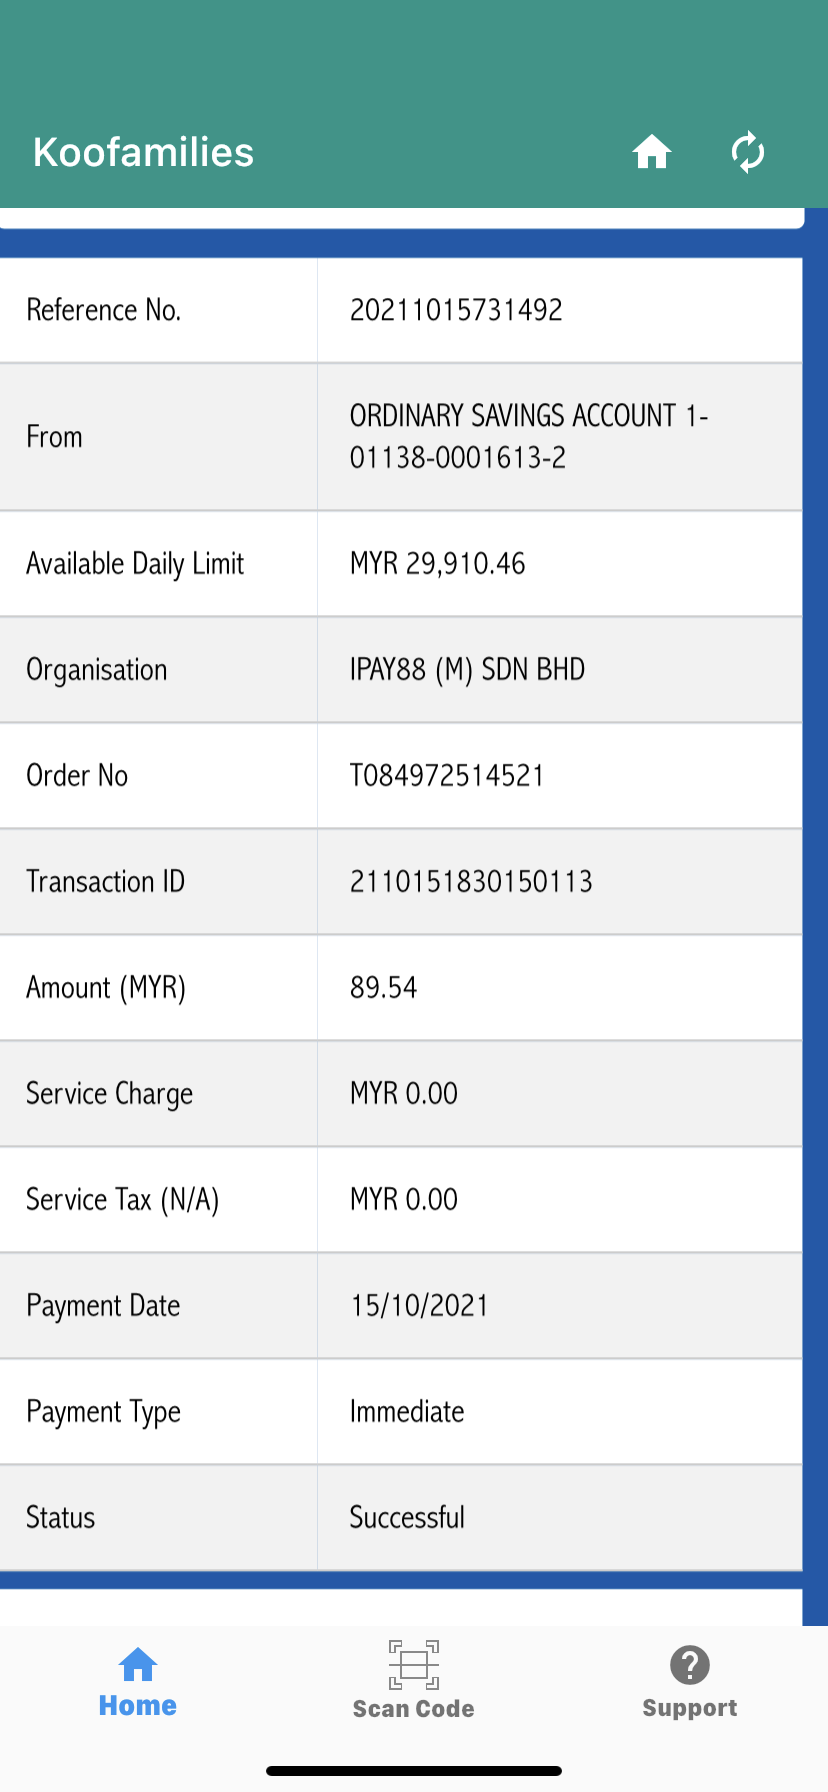 Koofamilies
Reference No. 20211015731492
From ORDINARY SAVINGS ACCOUNT 1-
01138-0001613-2
Available Daily Limit MYR 29,910.46
Organisation IPAY88 (M) SDN BHD
Order No T084972514521
Transaction ID 2110151830150113
Amount (MYR) 89.54
Service Charge MYR 0.00
Service Tax (N/A) MYR 0.00
Payment Date 15/10/2021
Payment Type Immediate
Status Successful
Home Scan Code Support